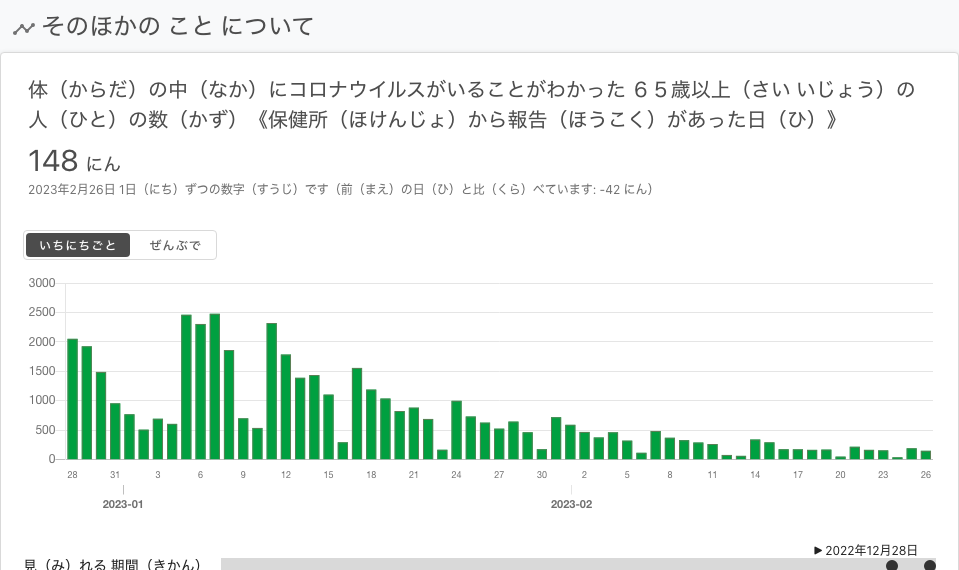 そのほかの こと について
体（からだ）の中（なか）にコロナウイルスがいることがわかった ６５歳以上（さい いじょう）の
人（ひと）の数（かず）《保健所（ほけんじょ）から報告（ほうこく）があった日（ひ）》
148 にん
2023年2月26日 1日（にち）ずつの数字（すうじ）です（前（まえ）の日（ひ）と比（くら）べています: -42 にん）
いちにちごと ぜんぶで
3000
2500
2000
1500
1000
500
0
28 31 3 6 9 12 15 18 21 24 27 30 2 5 8 11 14 17 20 23 26
2023-01 2023-02
▶ 2022年12月28日
見（み）れる 期間（きかん）